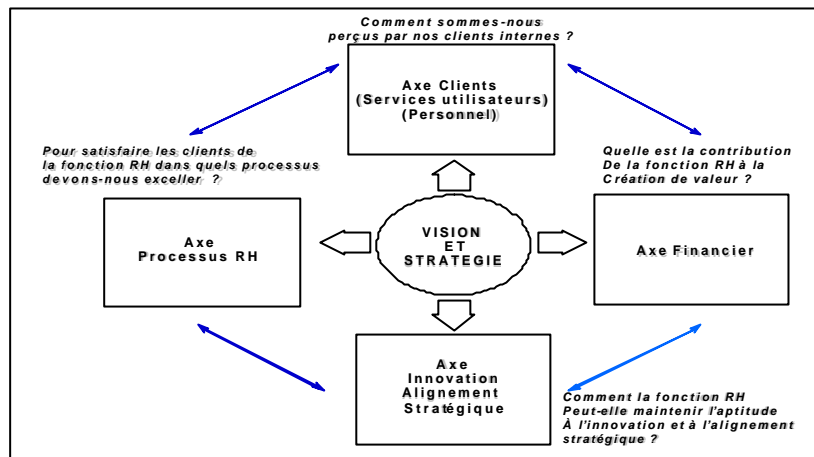 Comment sommes-nous
perçus par nos clients internes ?
Axe Clients
(Services utilisateurs)
(Personnel)
Pour satisfaire les clients de
la fonction RH dans quels processus
devons-nous exceller ?
Quelle est la contribution
De la fonction RH à la
Création de valeur ?
Axe
Processus RH
VISION
ET
STRATEGIE
Axe Financier
Axe
Innovation
Alignement
Stratégique
Comment la fonction RH
Peut-elle maintenir l'aptitude
À l'innovation et à l'alignement
stratégique ?